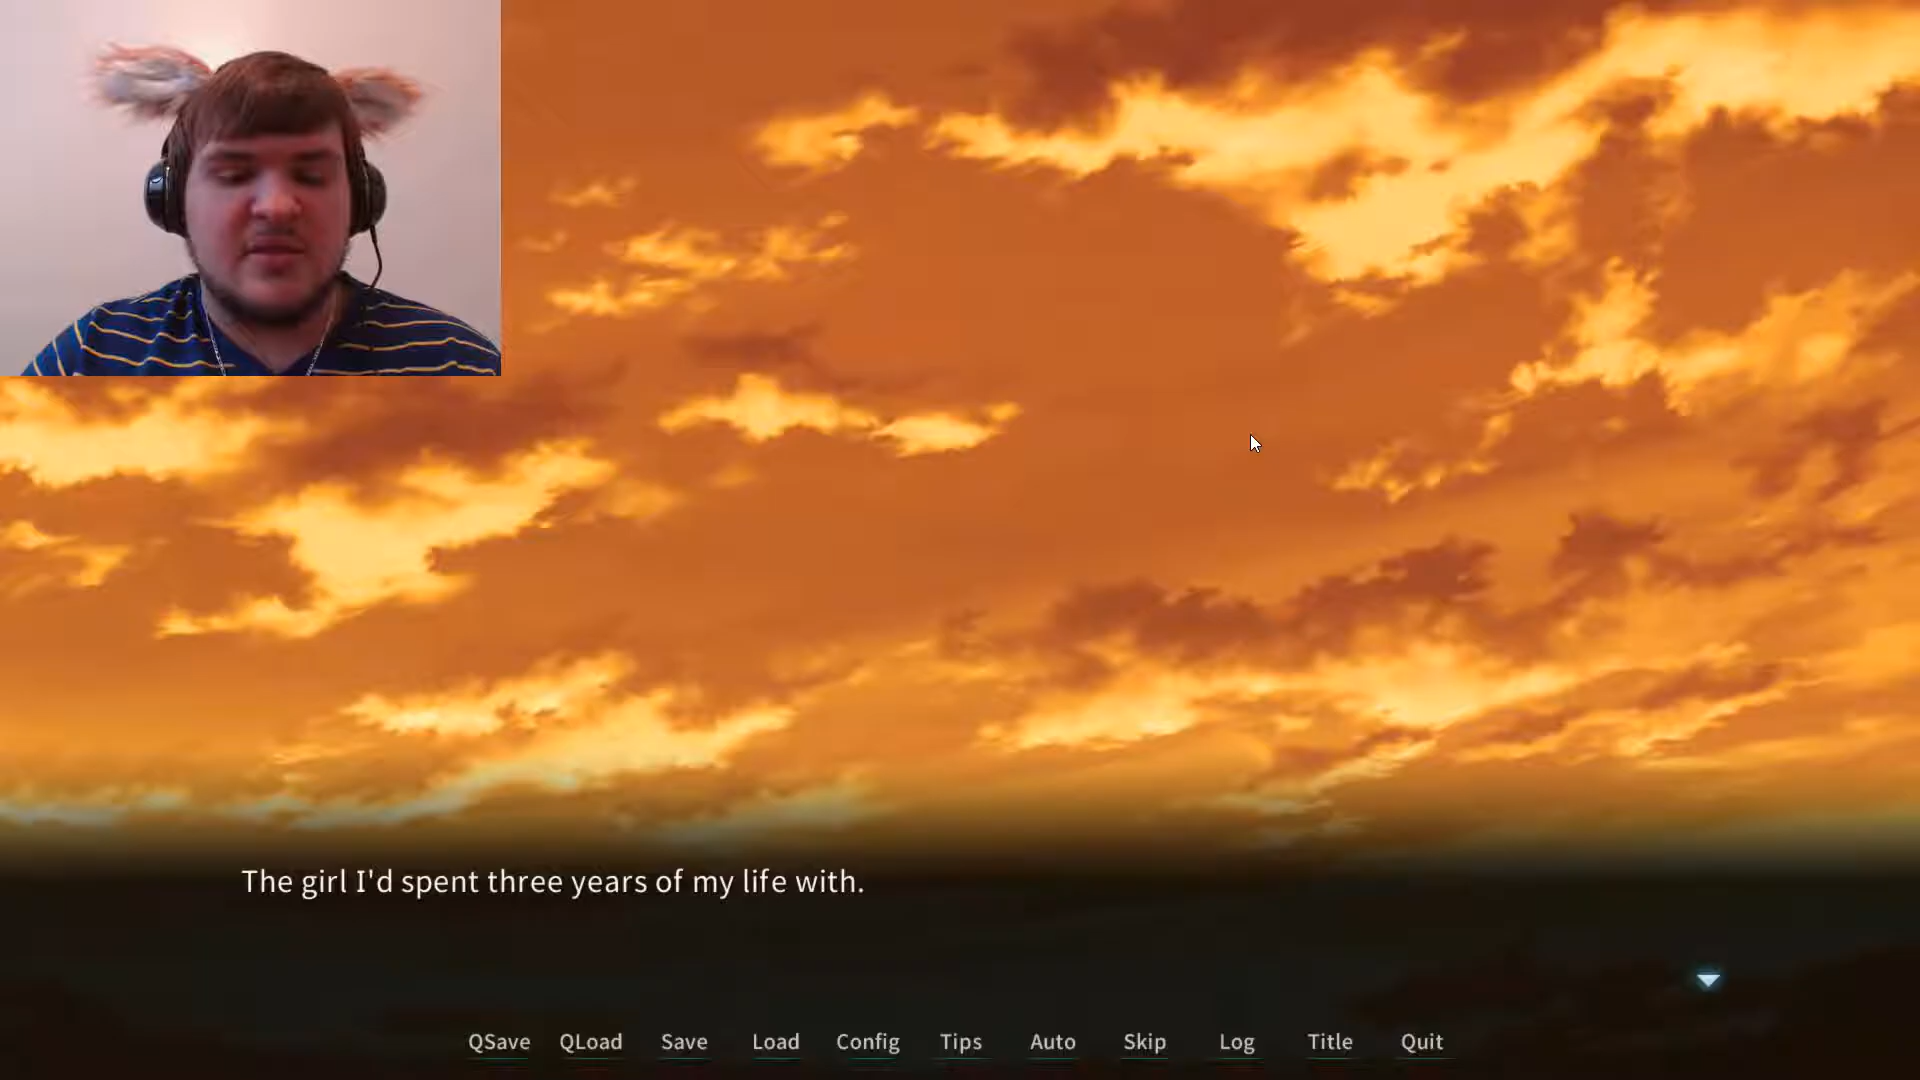 The girl I'd spent three years of my life with.
QSave QLoad Save Load Config Tips Auto Skip Log Title Quit